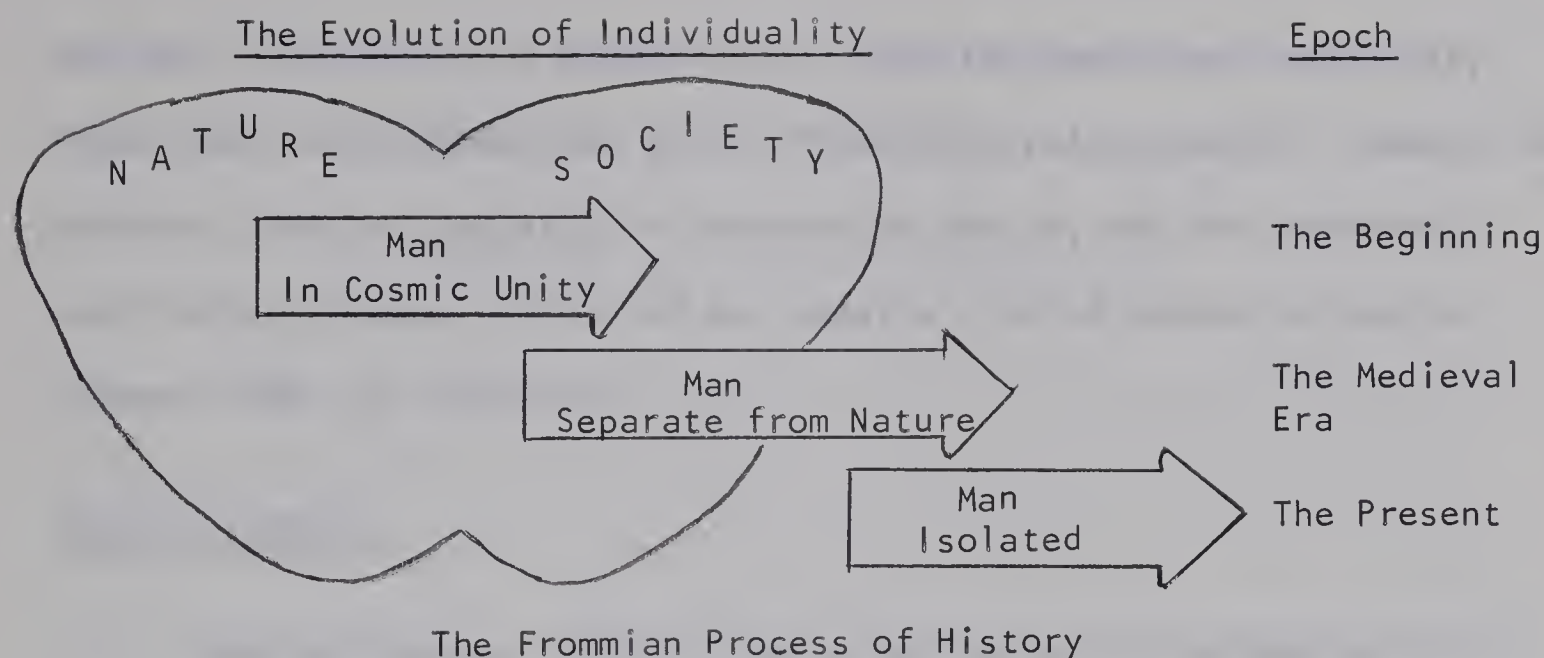 The Evolution of Individuality
Epoch
NATURE
SOCIETY
Man
In Cosmic Unity
The Beginning
Man
Separate from Nature
The Medieval
Era
Man
Isolated
The Present
The Frommian Process of History